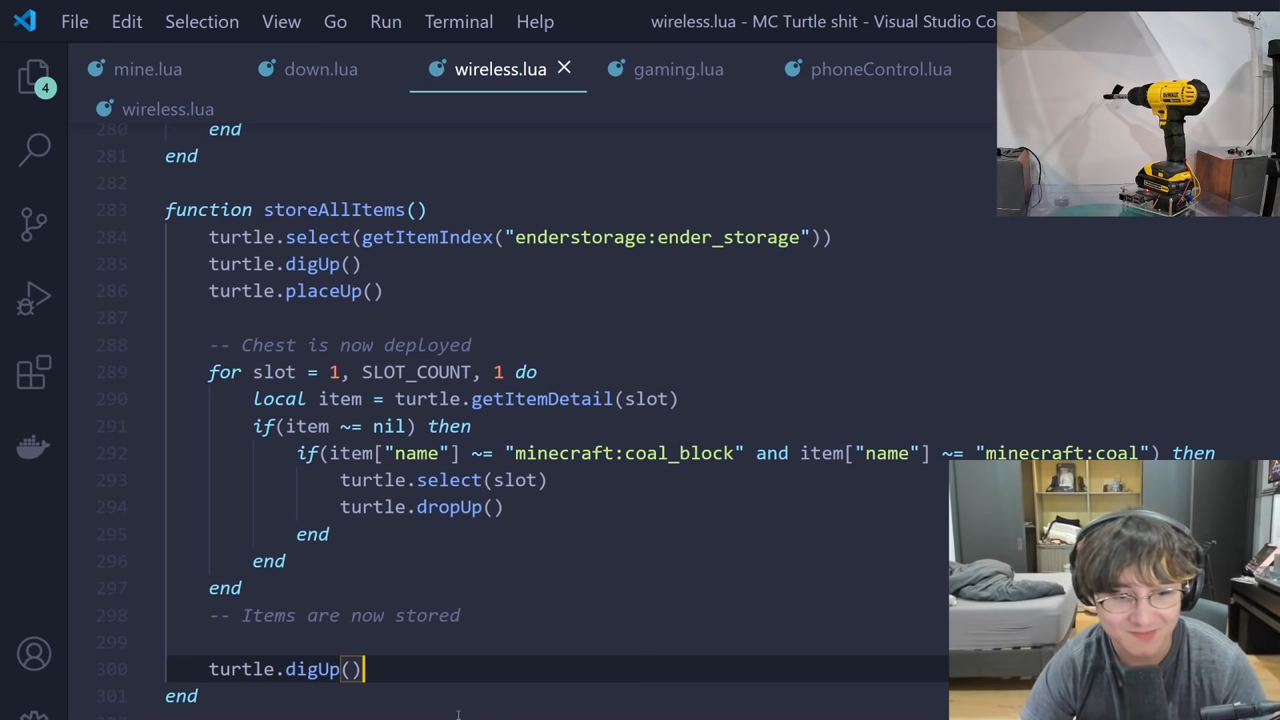 File Edit Selection View Go Run Terminal Help wireless.lua - MC Turtle shit - Visual Studio Co
4
mine.lua down.lua wireless.lua gaming.lua phoneControl.lua
wireless.lua
280 end
281 end
282
283 function storeAllItems()
284 turtle.select(getItemIndex("enderstorage:ender_storage"))
285 turtle.digUp()
286 turtle.placeUp()
287
288 -- Chest is now deployed
289 for slot = 1, SLOT_COUNT, 1 do
290 local item = turtle.getItemDetail(slot)
291 if(item ~= nil) then
292 if(item["name"] ~= "minecraft:coal_block" and item["name"] ~= "minecraft:coal") then
293 turtle.select(slot)
294 turtle.dropUp()
295 end
296 end
297 end
298 -- Items are now stored
299
300 turtle.digUp()
301 end
DEWALT